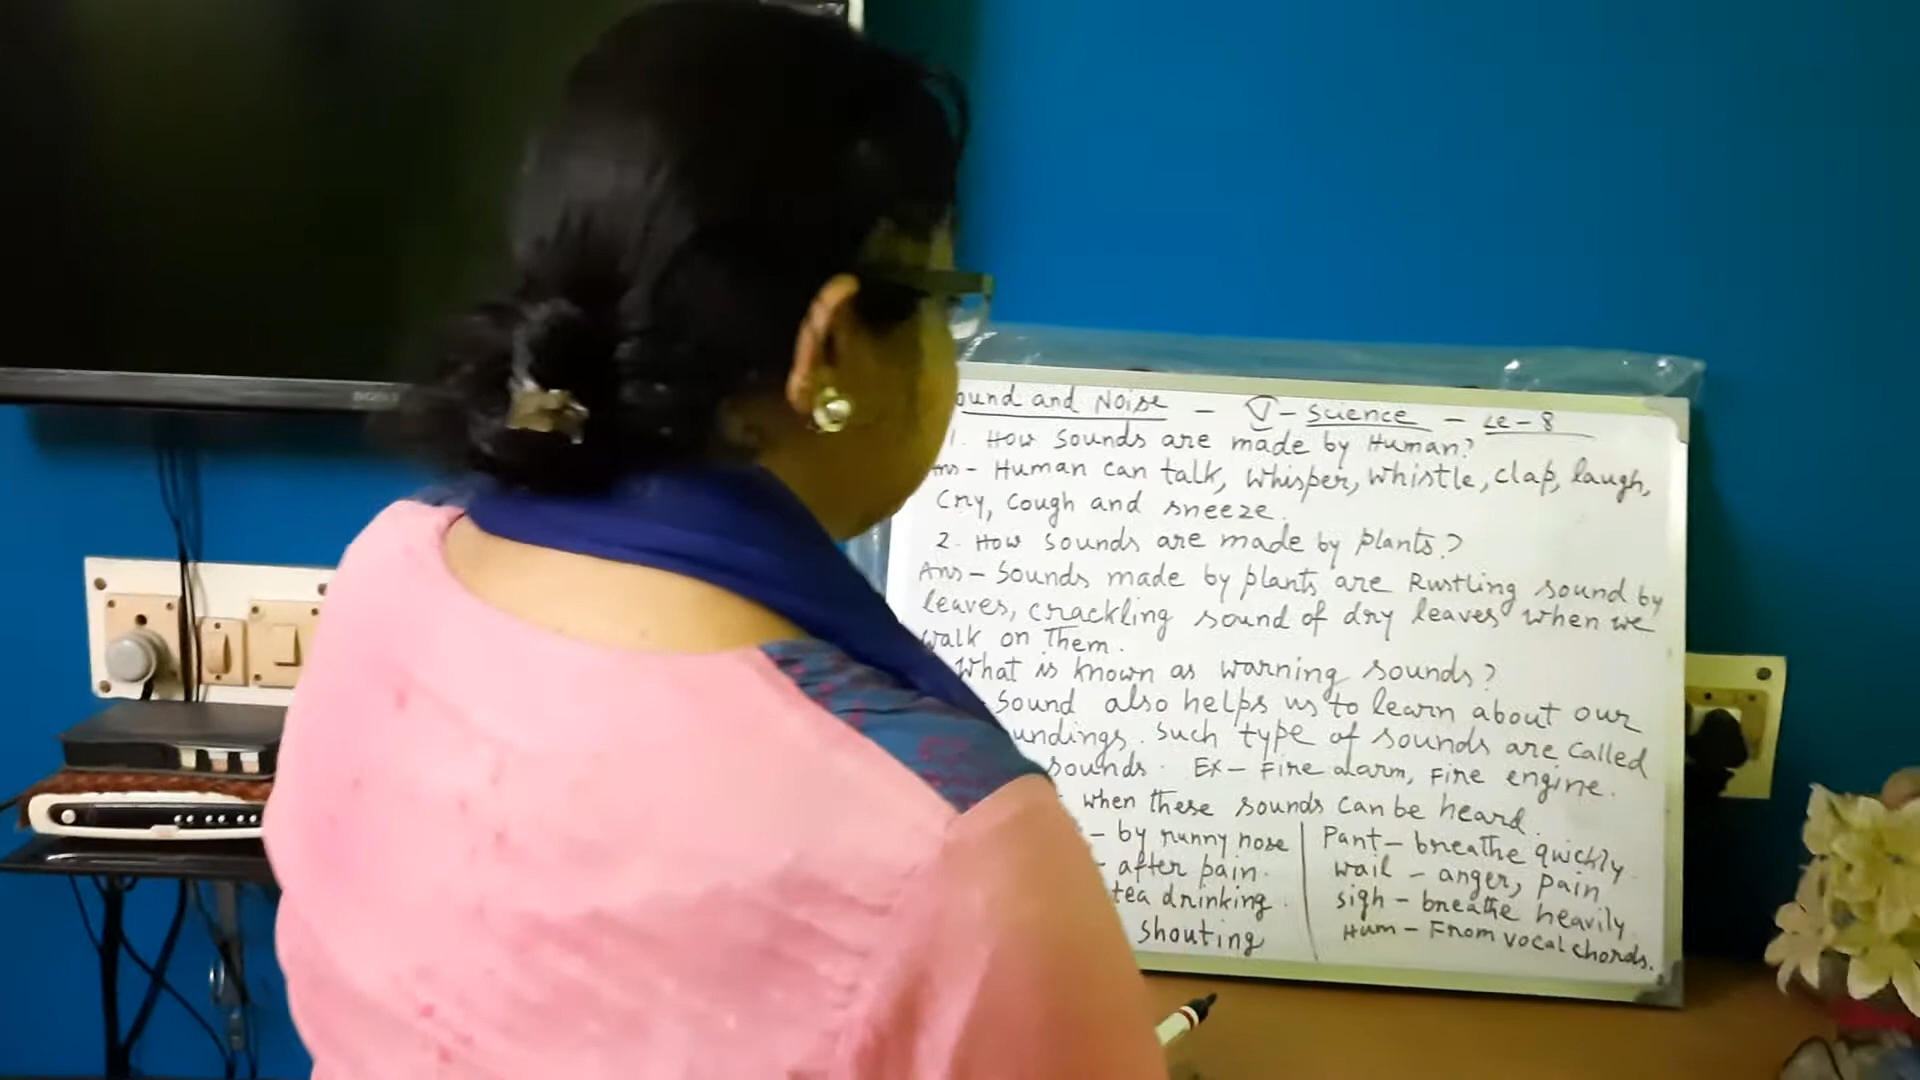 ound and Noise - V - Science - Le - 8
1. How sounds are made by Human?
Ans - Human can talk, whisper, whistle, clap, laugh,
Cry, Cough and sneeze.
2. How sounds are made by plants?
Ans - Sounds made by plants are Rustling sound by
leaves, crackling sound of dry leaves when we
walk on them.
What is known as warning sounds?
Sound also helps us to learn about our
undings. Such type of sounds are called
sounds. Ex - Fire alarm, Fire engine.
when these sounds can be heard.
- by runny nose | Pant - breathe quickly
- after pain. | wail - anger, pain
tea drinking. | sigh - breathe heavily
shouting | Hum - From vocal chords.